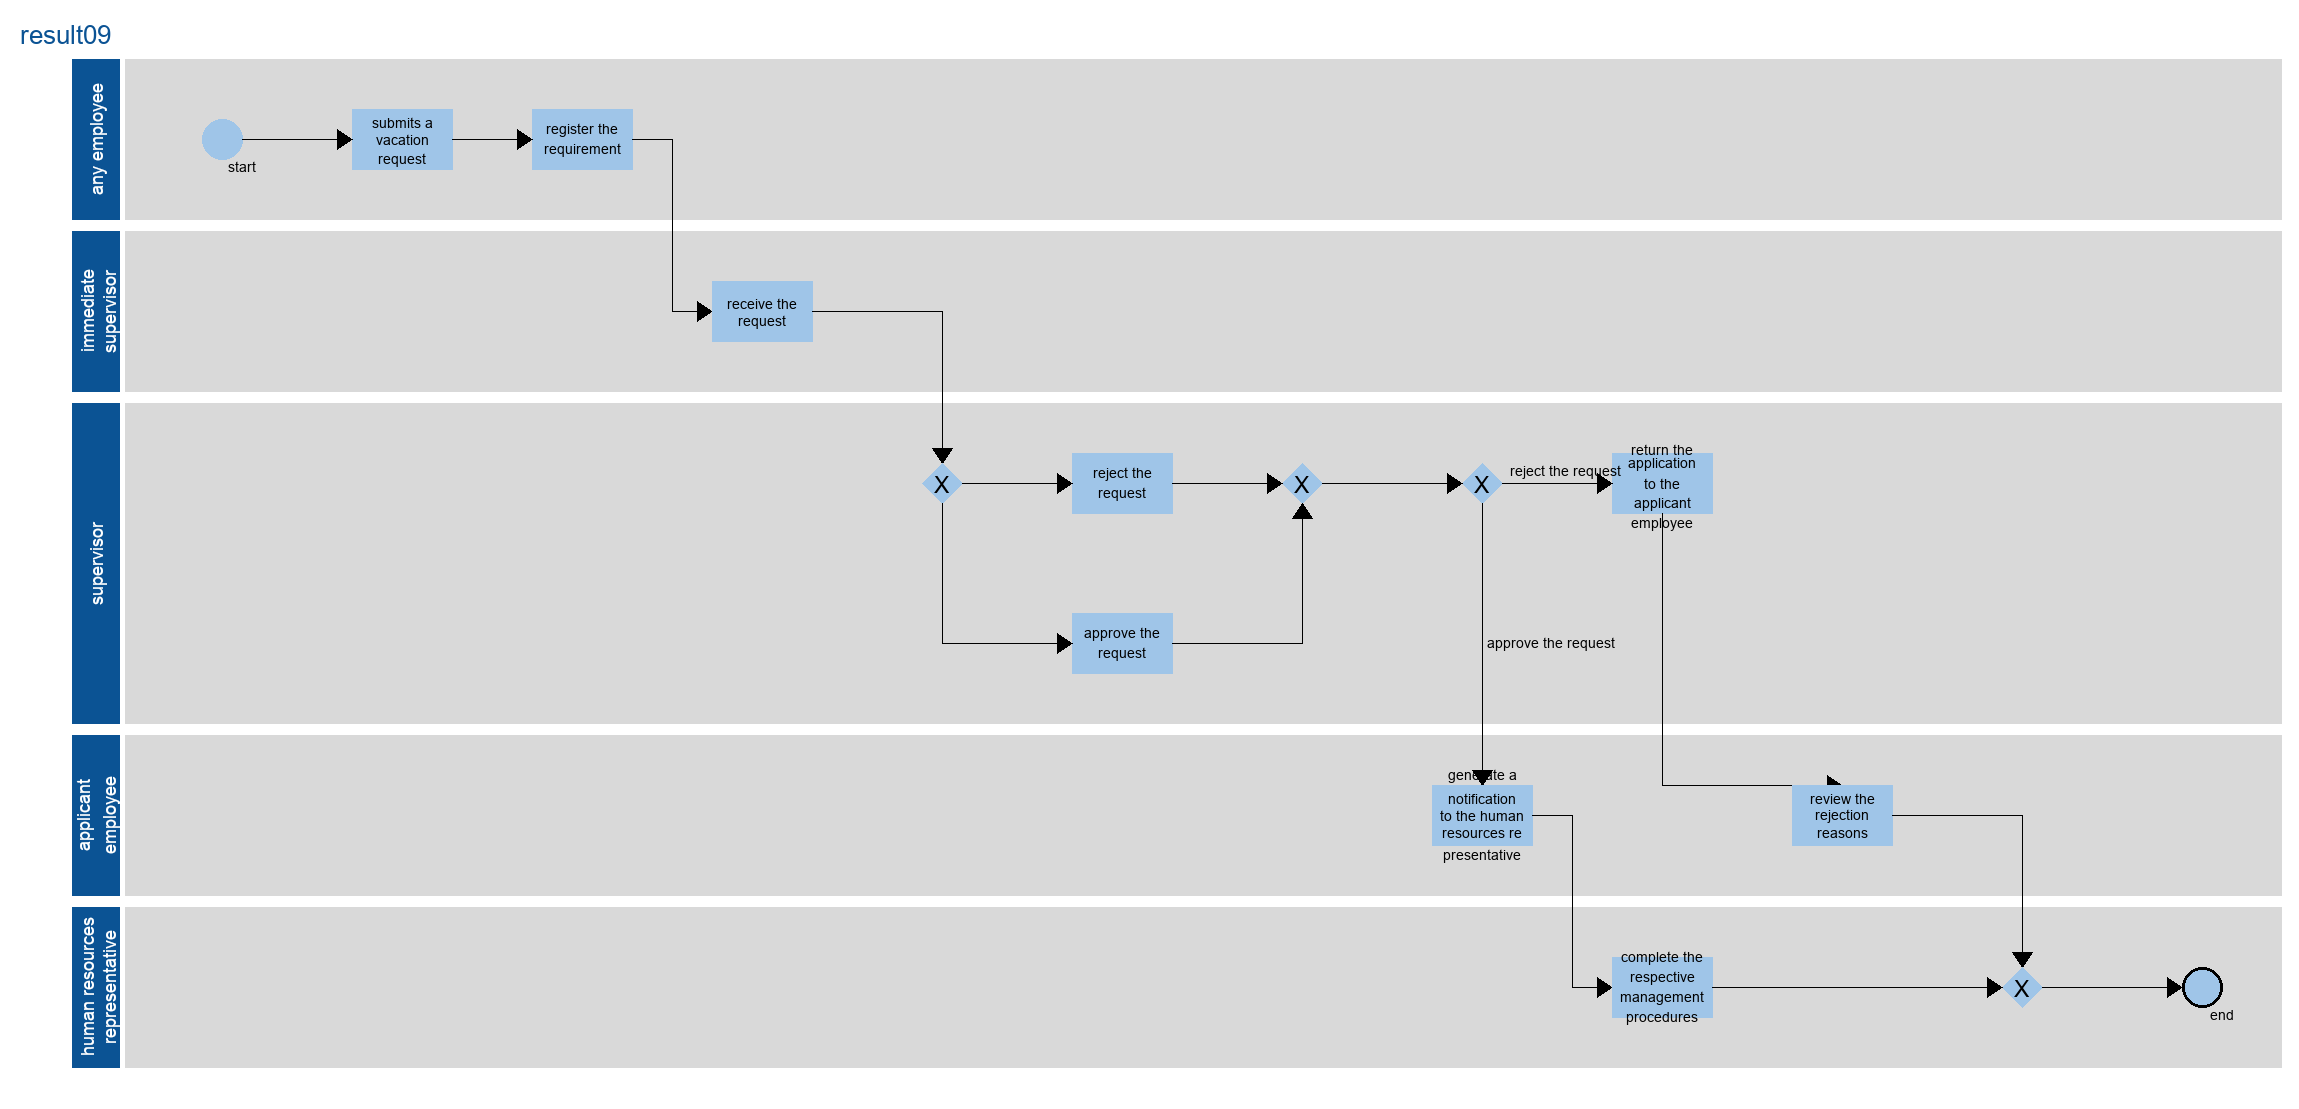 result09
any employee
start
submits a
vacation
request
register the
requirement
immediate
supervisor
receive the
request
supervisor
X
reject the
request
approve the
request
X
X
reject the request
approve the request
return the
application
to the
applicant
employee
applicant
employee
generate a
notification
to the human
resources re
presentative
review the
rejection
reasons
human resources
representative
complete the
respective
management
procedures
X
end